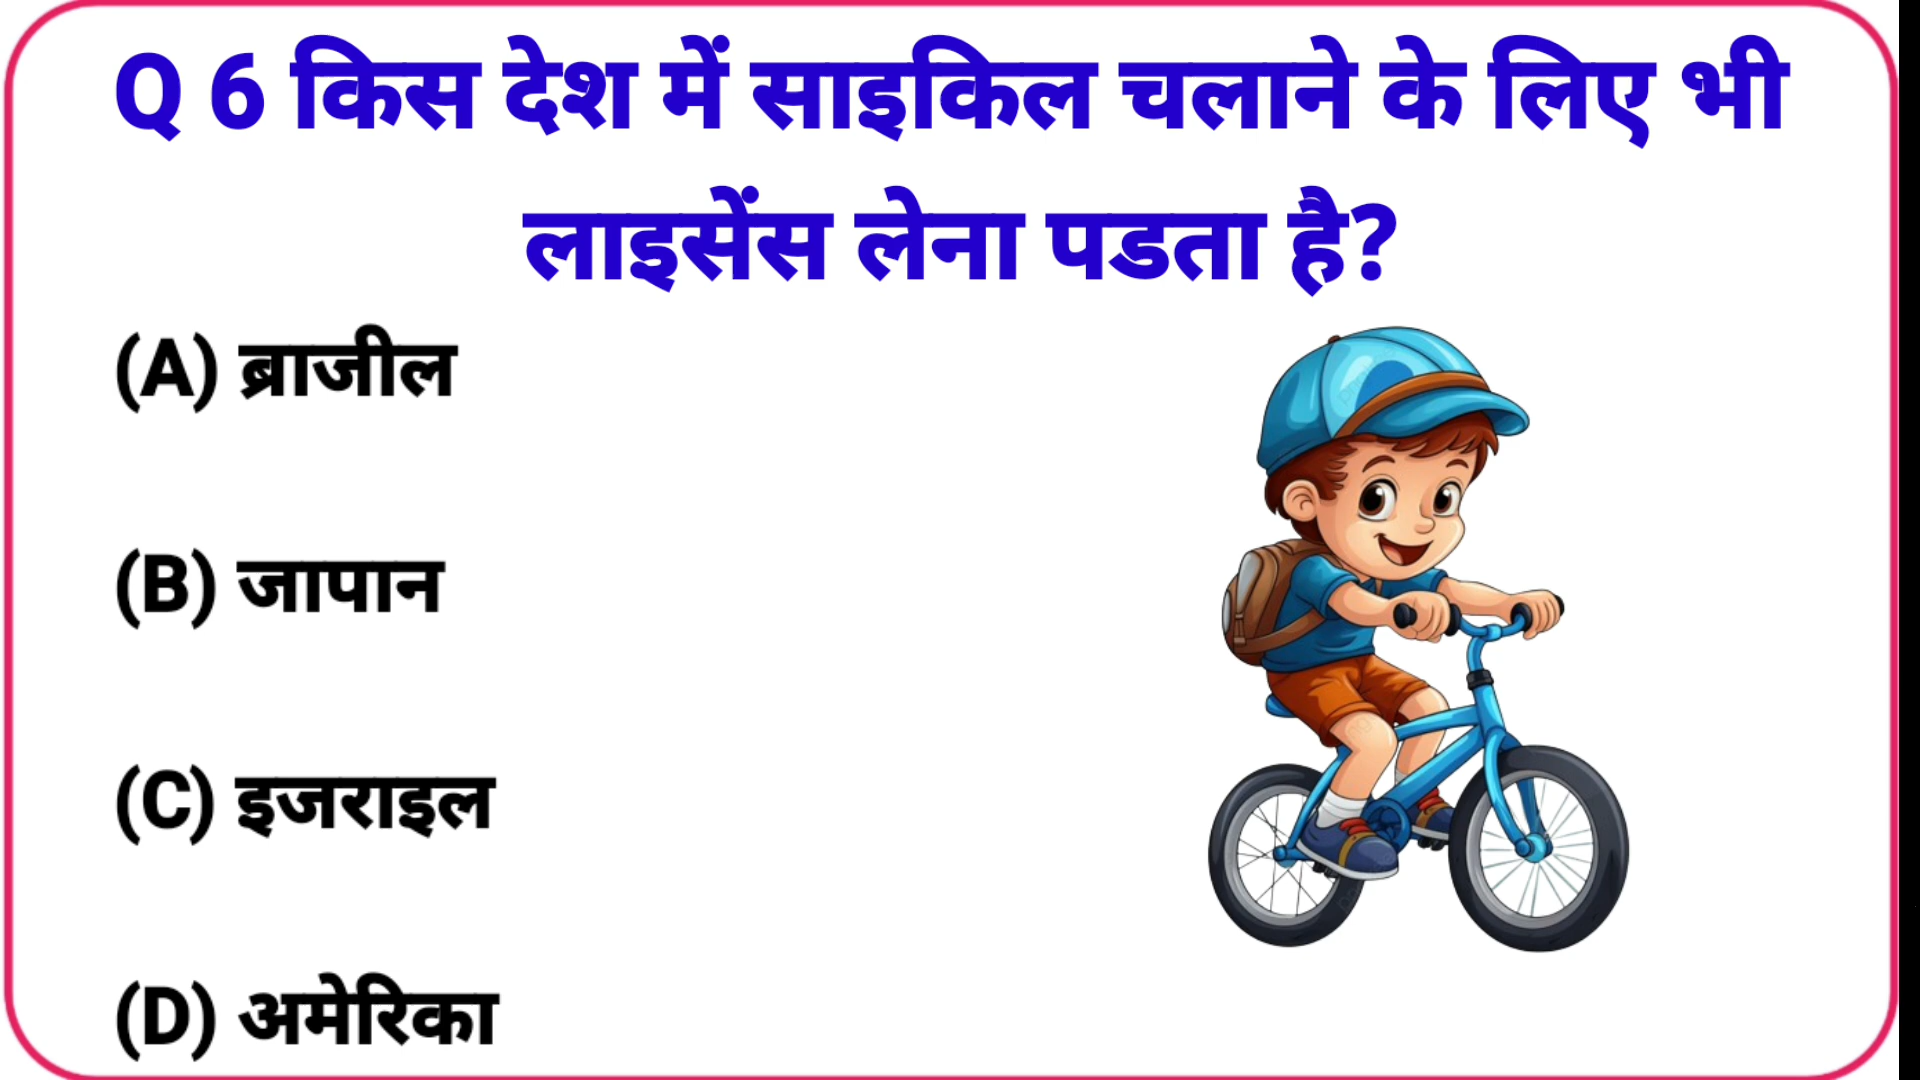 Q 6 किस देश में साइकिल चलाने के लिए भी
लाइसेंस लेना पडता है?
(A) ब्राजील
(B) जापान
(C) इजराइल
(D) अमेरिका